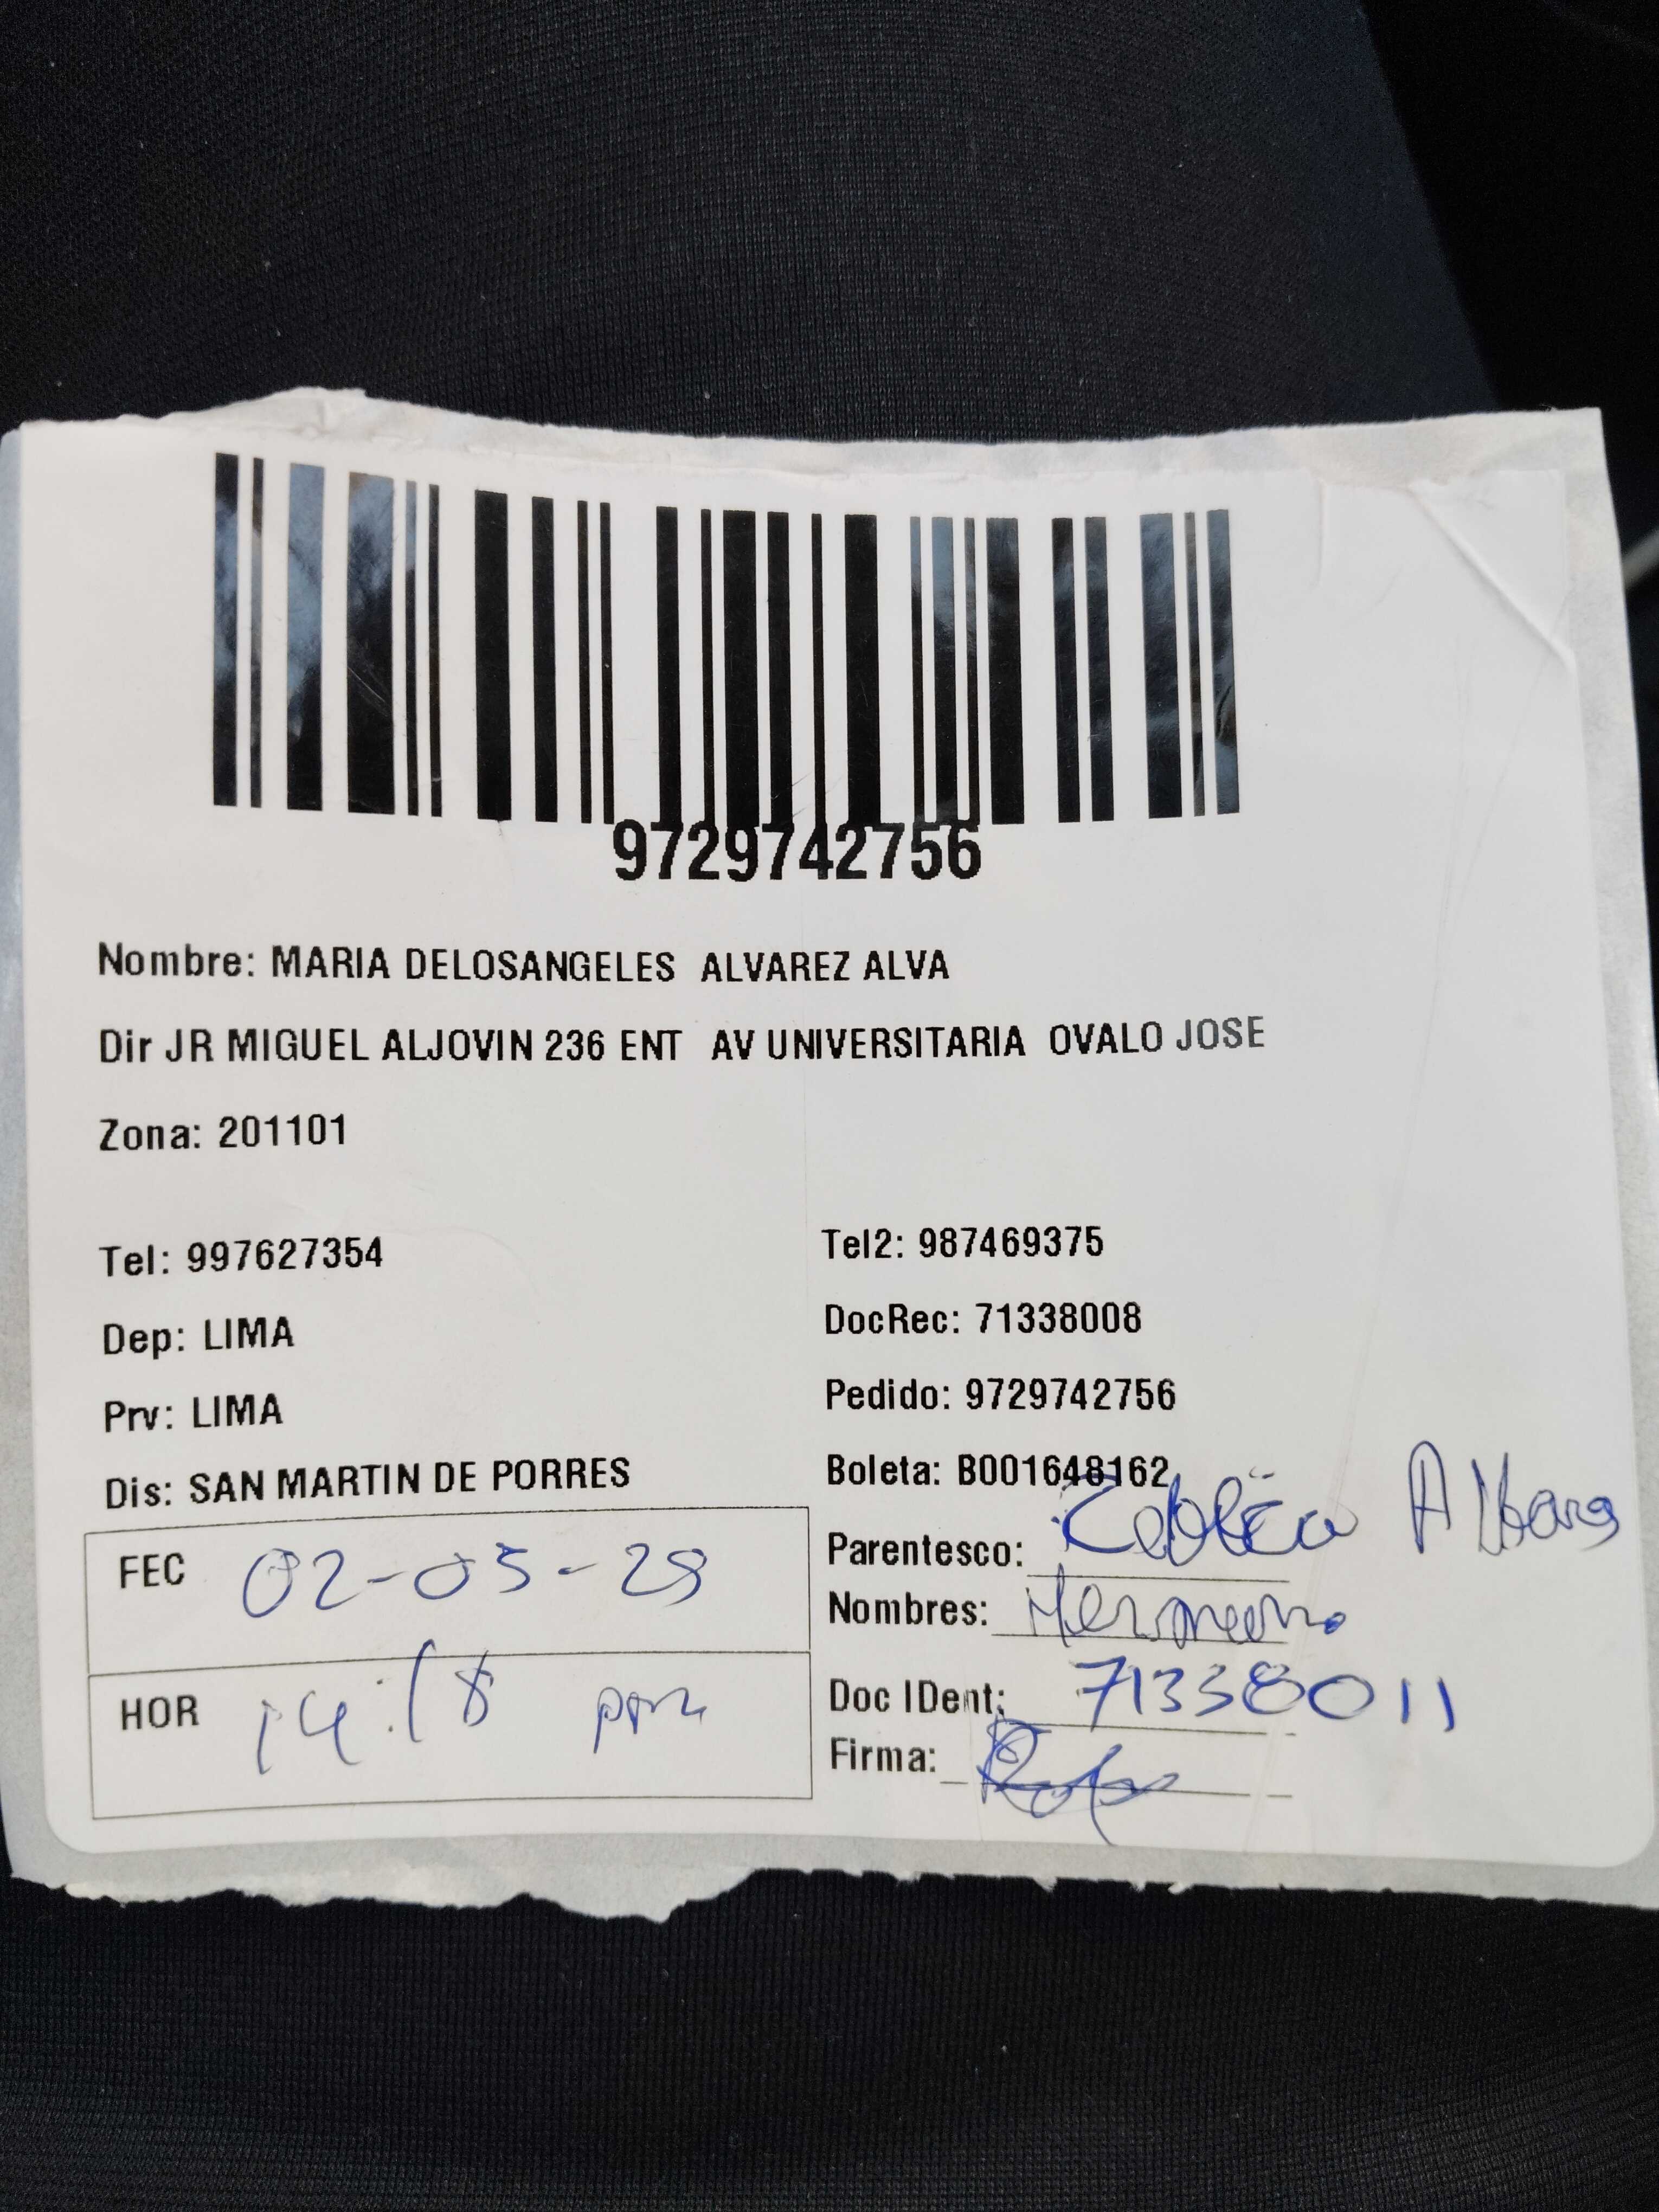 9729742756
Nombre: MARIA DELOSANGELES ALVAREZ ALVA
Dir JR MIGUEL ALJOVIN 236 ENT AV UNIVERSITARIA OVALO JOSE
Zona: 201101
Tel: 997627354 Tel2: 987469375
Dep: LIMA DocRec: 71338008
Prv: LIMA Pedido: 9729742756
Dis: SAN MARTIN DE PORRES Boleta: B001648162
FEC 02-05-25 Parentesco:
Nombres: Hermano
HOR 14:18 pm Doc IDent: 71338011
Firma: